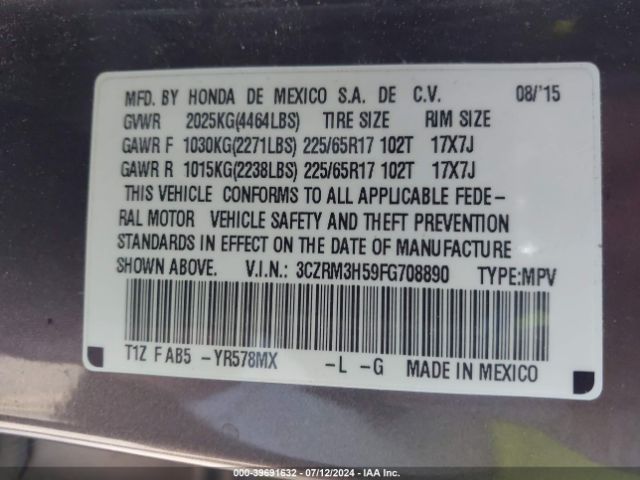 MFD. BY HONDA DE MEXICO S.A. DE C.V. 08/'15
GVWR 2025KG(4464LBS) TIRE SIZE RIM SIZE
GAWR F 1030KG(2271LBS) 225/65R17 102T 17X7J
GAWR R 1015KG(2238LBS) 225/65R17 102T 17X7J
THIS VEHICLE CONFORMS TO ALL APPLICABLE FEDE-
RAL MOTOR VEHICLE SAFETY AND THEFT PREVENTION
STANDARDS IN EFFECT ON THE DATE OF MANUFACTURE
SHOWN ABOVE. V.I.N.: 3CZRM3H59FG708890 TYPE:MPV
T1Z F AB5 -YR578MX -L -G MADE IN MEXICO
000-39691632 - 07/12/2024 - IAA Inc.